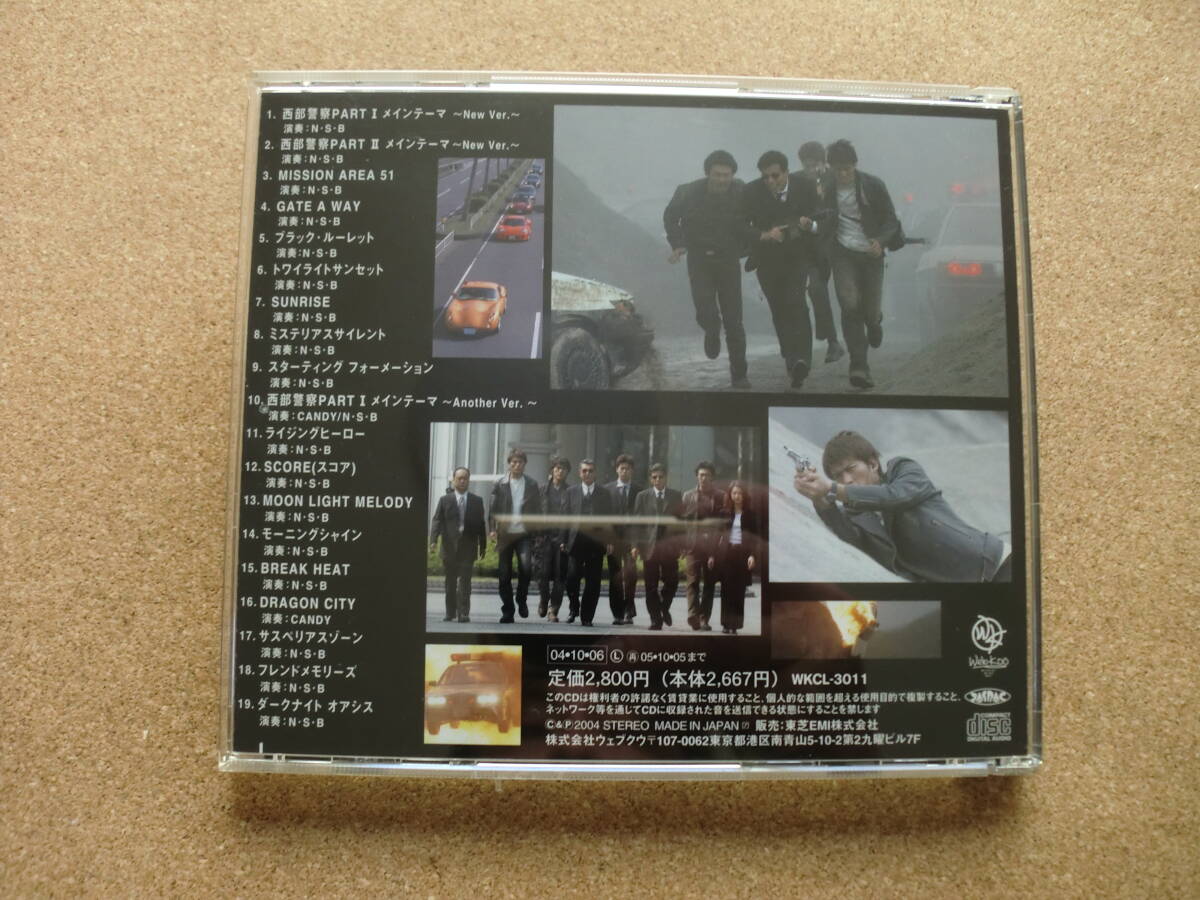 1. 西部警察PART I メインテーマ 〜New Ver.〜
演奏：N・S・B
2. 西部警察PART II メインテーマ〜New Ver.〜
演奏：N・S・B
3. MISSION AREA 51
演奏：N・S・B
4. GATE A WAY
演奏：N・S・B
5. ブラック・ルーレット
演奏：N・S・B
6. トワイライトサンセット
演奏：N・S・B
7. SUNRISE
演奏：N・S・B
8. ミステリアスサイレント
演奏：N・S・B
9. スターティング フォーメーション
演奏：N・S・B
10. 西部警察PART I メインテーマ 〜Another Ver.〜
演奏：CANDY/N・S・B
11. ライジングヒーロー
演奏：N・S・B
12. SCORE(スコア)
演奏：N・S・B
13. MOON LIGHT MELODY
演奏：N・S・B
14. モーニングシャイン
演奏：N・S・B
15. BREAK HEAT
演奏：N・S・B
16. DRAGON CITY
演奏：CANDY
17. サスペリアスゾーン
演奏：N・S・B
18. フレンドメモリーズ
演奏：N・S・B
19. ダークナイト オアシス
演奏：N・S・B
04•10•06 Ⓛ ㊢ 05•10•05まで
定価2,800円（本体2,667円） WKCL-3011
このCDは権利者の許諾なく賃貸業に使用すること、個人的な範囲を超える使用目的で複製すること、
ネットワーク等を通じてCDに収録された音を送信できる状態にすることを禁じます
C&P：2004 STEREO MADE IN JAPAN 販売：東芝EMI株式会社
株式会社ウェブクウ〒107-0062東京都港区南青山5-10-2第2九曜ビル7F
Web-Koo
JASRAC
COMPACT
disc
DIGITAL AUDIO